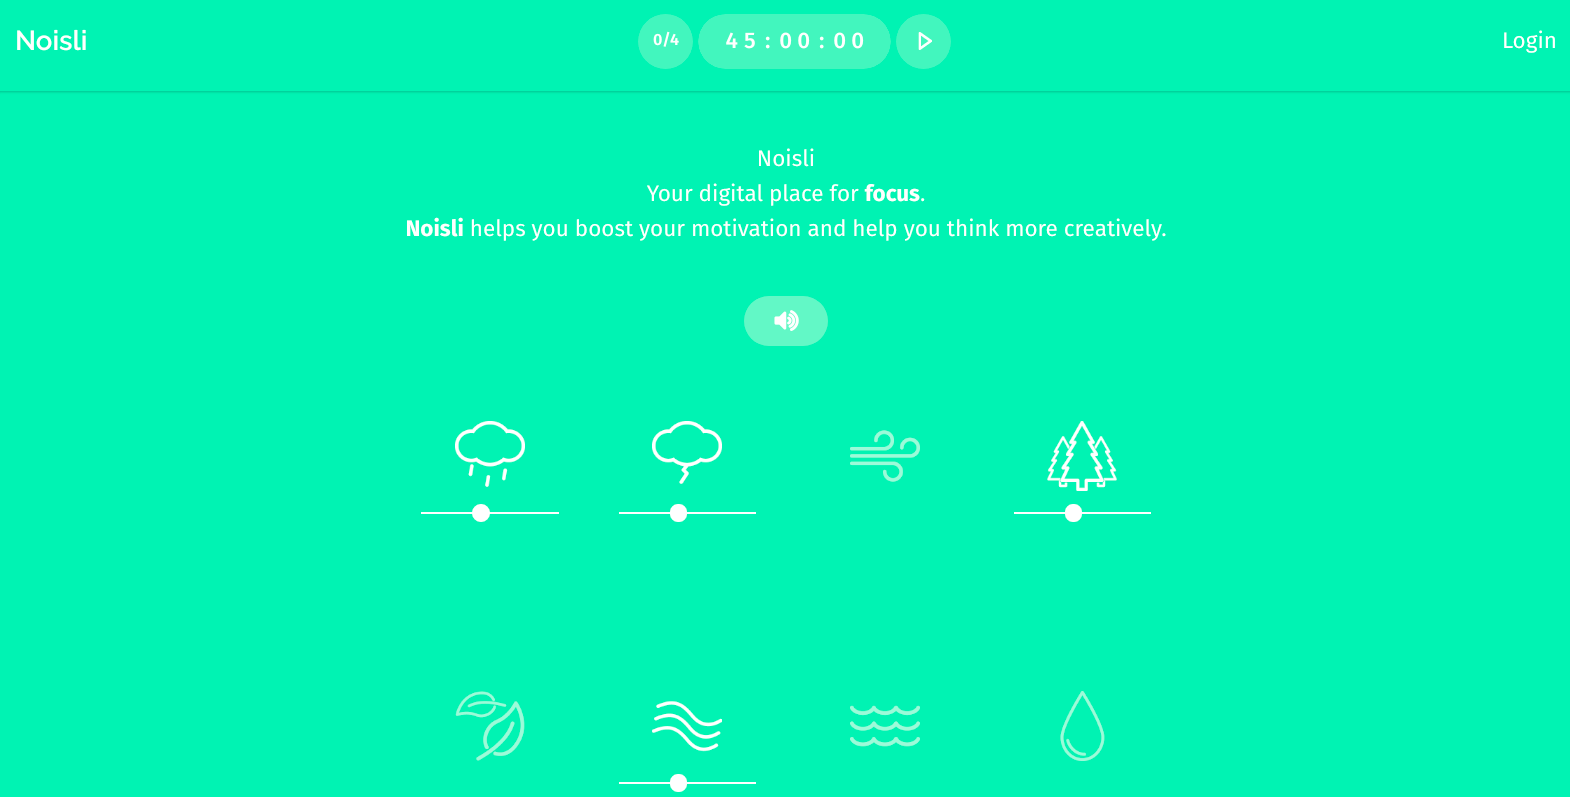 Noisli
0/4
45:00:00
Login
Noisli
Your digital place for focus.
Noisli helps you boost your motivation and help you think more creatively.